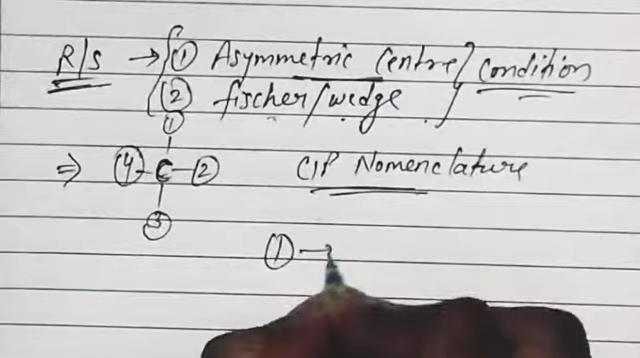 R/S → ① Asymmetric Centre } Condition
② fischer/wedge
①
⇒ ④-C-② CIP Nomenclature
③
① →